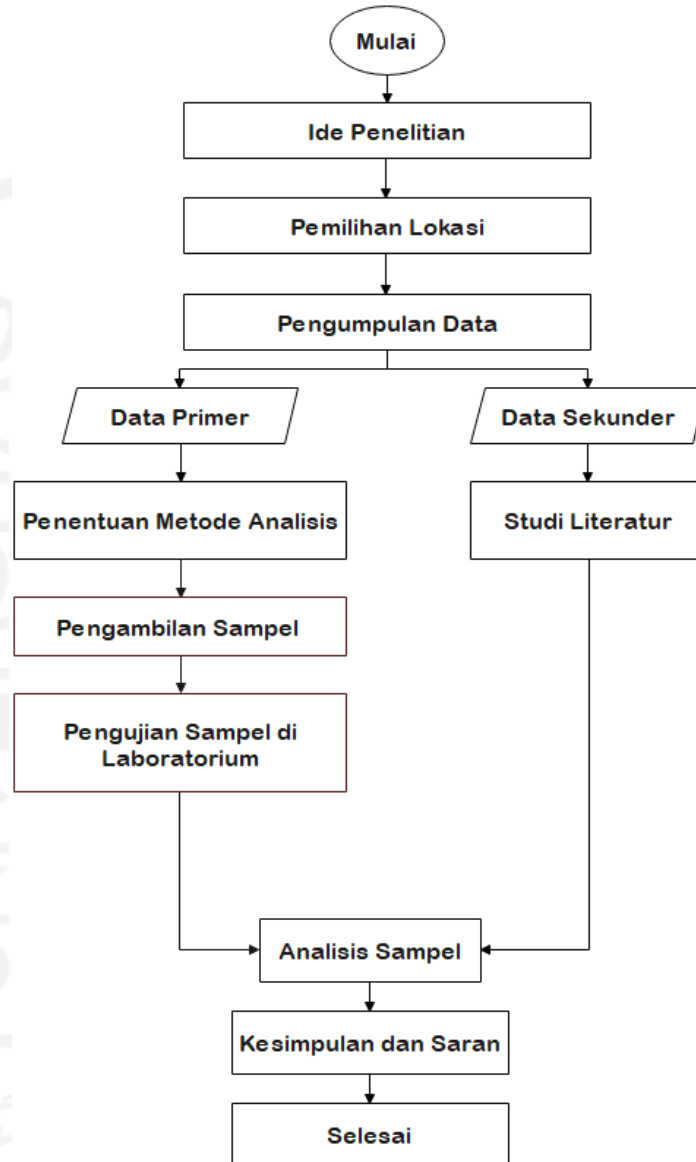 Mulai
Ide Penelitian
Pemilihan Lokasi
Pengumpulan Data
Data Primer
Data Sekunder
Penentuan Metode Analisis
Studi Literatur
Pengambilan Sampel
Pengujian Sampel di
Laboratorium
Analisis Sampel
Kesimpulan dan Saran
Selesai